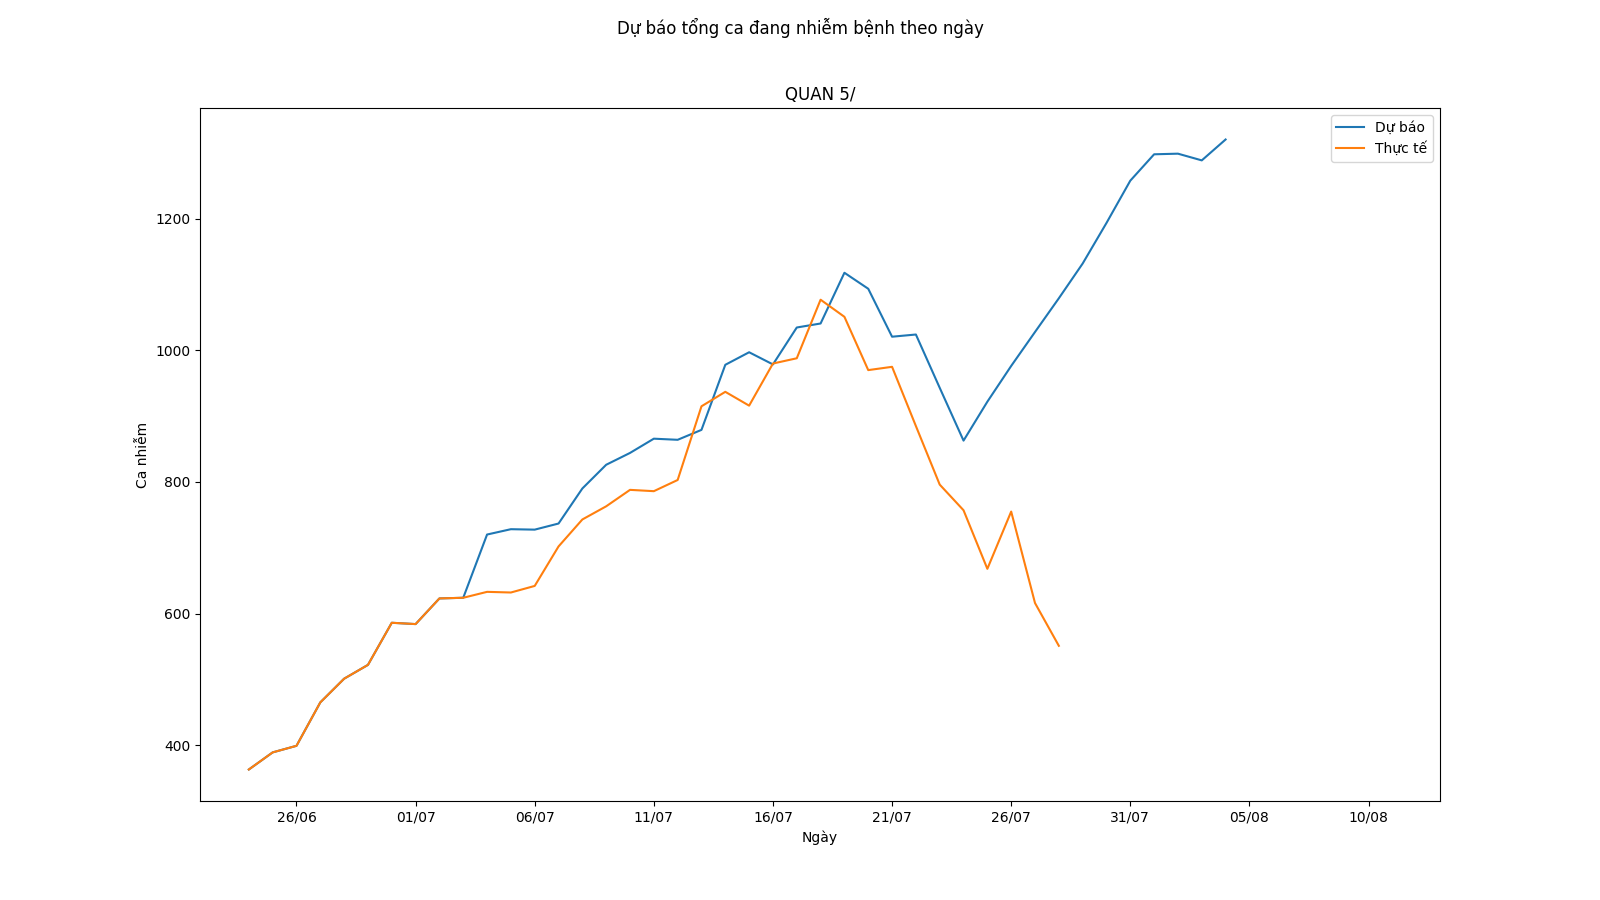 Dự báo tổng ca đang nhiễm bệnh theo ngày
QUAN 5/
Dự báo
Thực tế
1200
1000
800
600
400
Ca nhiễm
26/06 01/07 06/07 11/07 16/07 21/07 26/07 31/07 05/08 10/08
Ngày